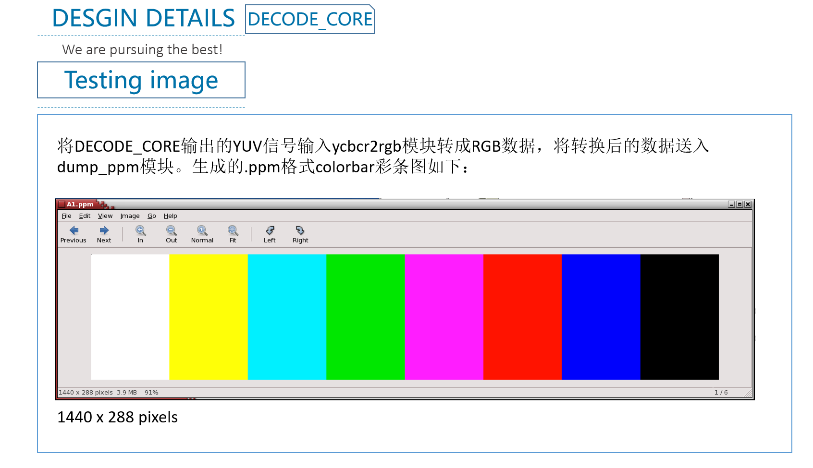 DESGIN DETAILS DECODE_CORE
We are pursuing the best!
Testing image
将DECODE_CORE输出的YUV信号输入ycbcr2rgb模块转成RGB数据，将转换后的数据送入
dump_ppm模块。生成的.ppm格式colorbar彩条图如下：
A1.ppm
File Edit View Image Go Help
Previous Next In Out Normal Fit Left Right
1440 x 288 pixels 3.9 MB 91% 1 / 6
1440 x 288 pixels